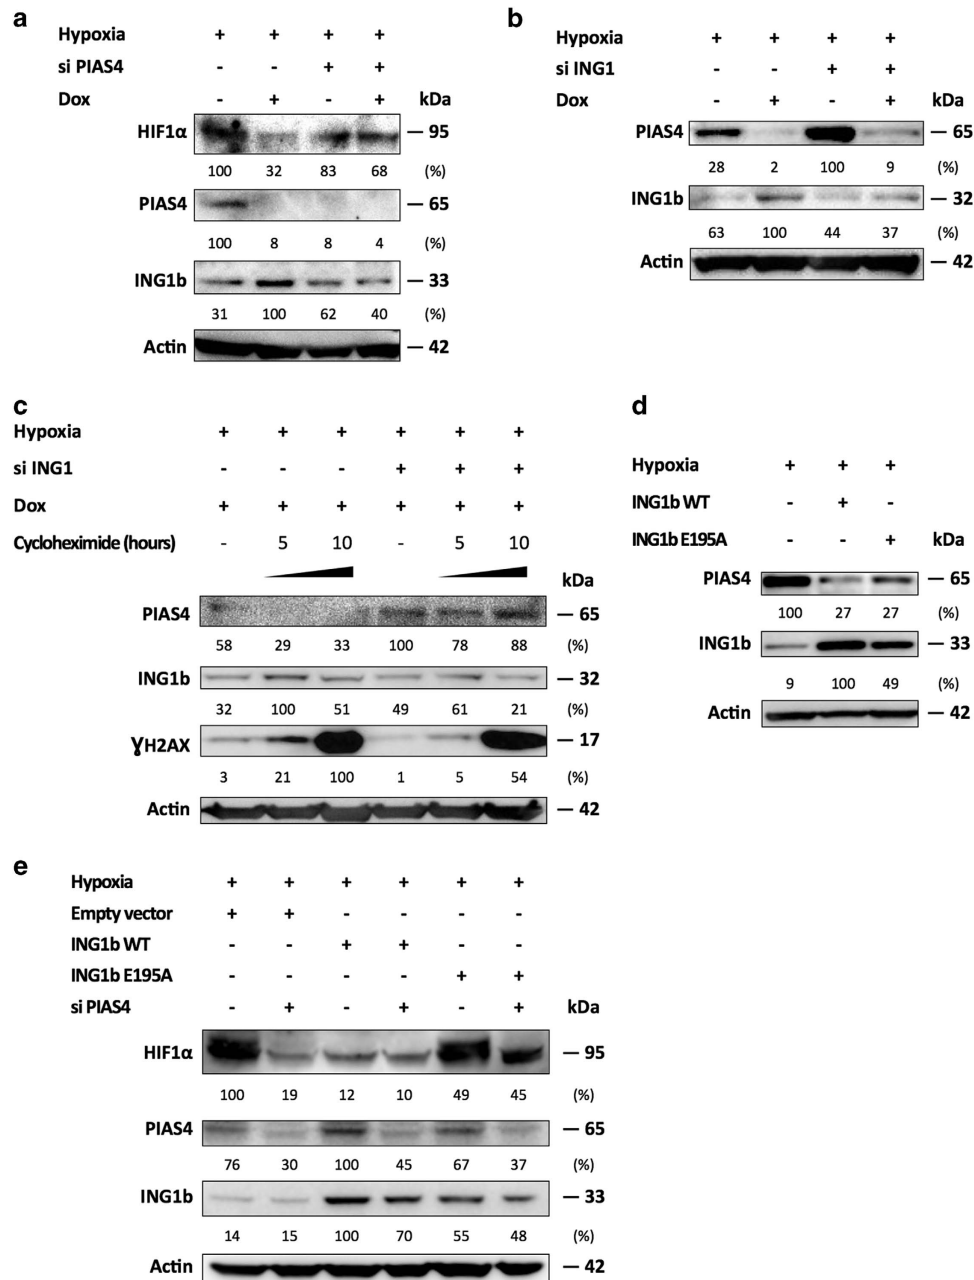 a
Hypoxia + + + +
si PIAS4 - - + +
Dox - + - + kDa
HIF1α — 95
100 32 83 68 (%)
PIAS4 — 65
100 8 8 4 (%)
ING1b — 33
31 100 62 40 (%)
Actin — 42
b
Hypoxia + + + +
si ING1 - - + +
Dox - + - + kDa
PIAS4 — 65
28 2 100 9 (%)
ING1b — 32
63 100 44 37 (%)
Actin — 42
c
Hypoxia + + + + + +
si ING1 - - - + + +
Dox + + + + + +
Cycloheximide (hours) - 5 10 - 5 10
kDa
PIAS4 — 65
58 29 33 100 78 88 (%)
ING1b — 32
32 100 51 49 61 21 (%)
ɣH2AX — 17
3 21 100 1 5 54 (%)
Actin — 42
d
Hypoxia + + +
ING1b WT - + -
ING1b E195A - - + kDa
PIAS4 — 65
100 27 27 (%)
ING1b — 33
9 100 49 (%)
Actin — 42
e
Hypoxia + + + + + +
Empty vector + + - - - -
ING1b WT - - + + - -
ING1b E195A - - - - + +
si PIAS4 - + - + - + kDa
HIF1α — 95
100 19 12 10 49 45 (%)
PIAS4 — 65
76 30 100 45 67 37 (%)
ING1b — 33
14 15 100 70 55 48 (%)
Actin — 42